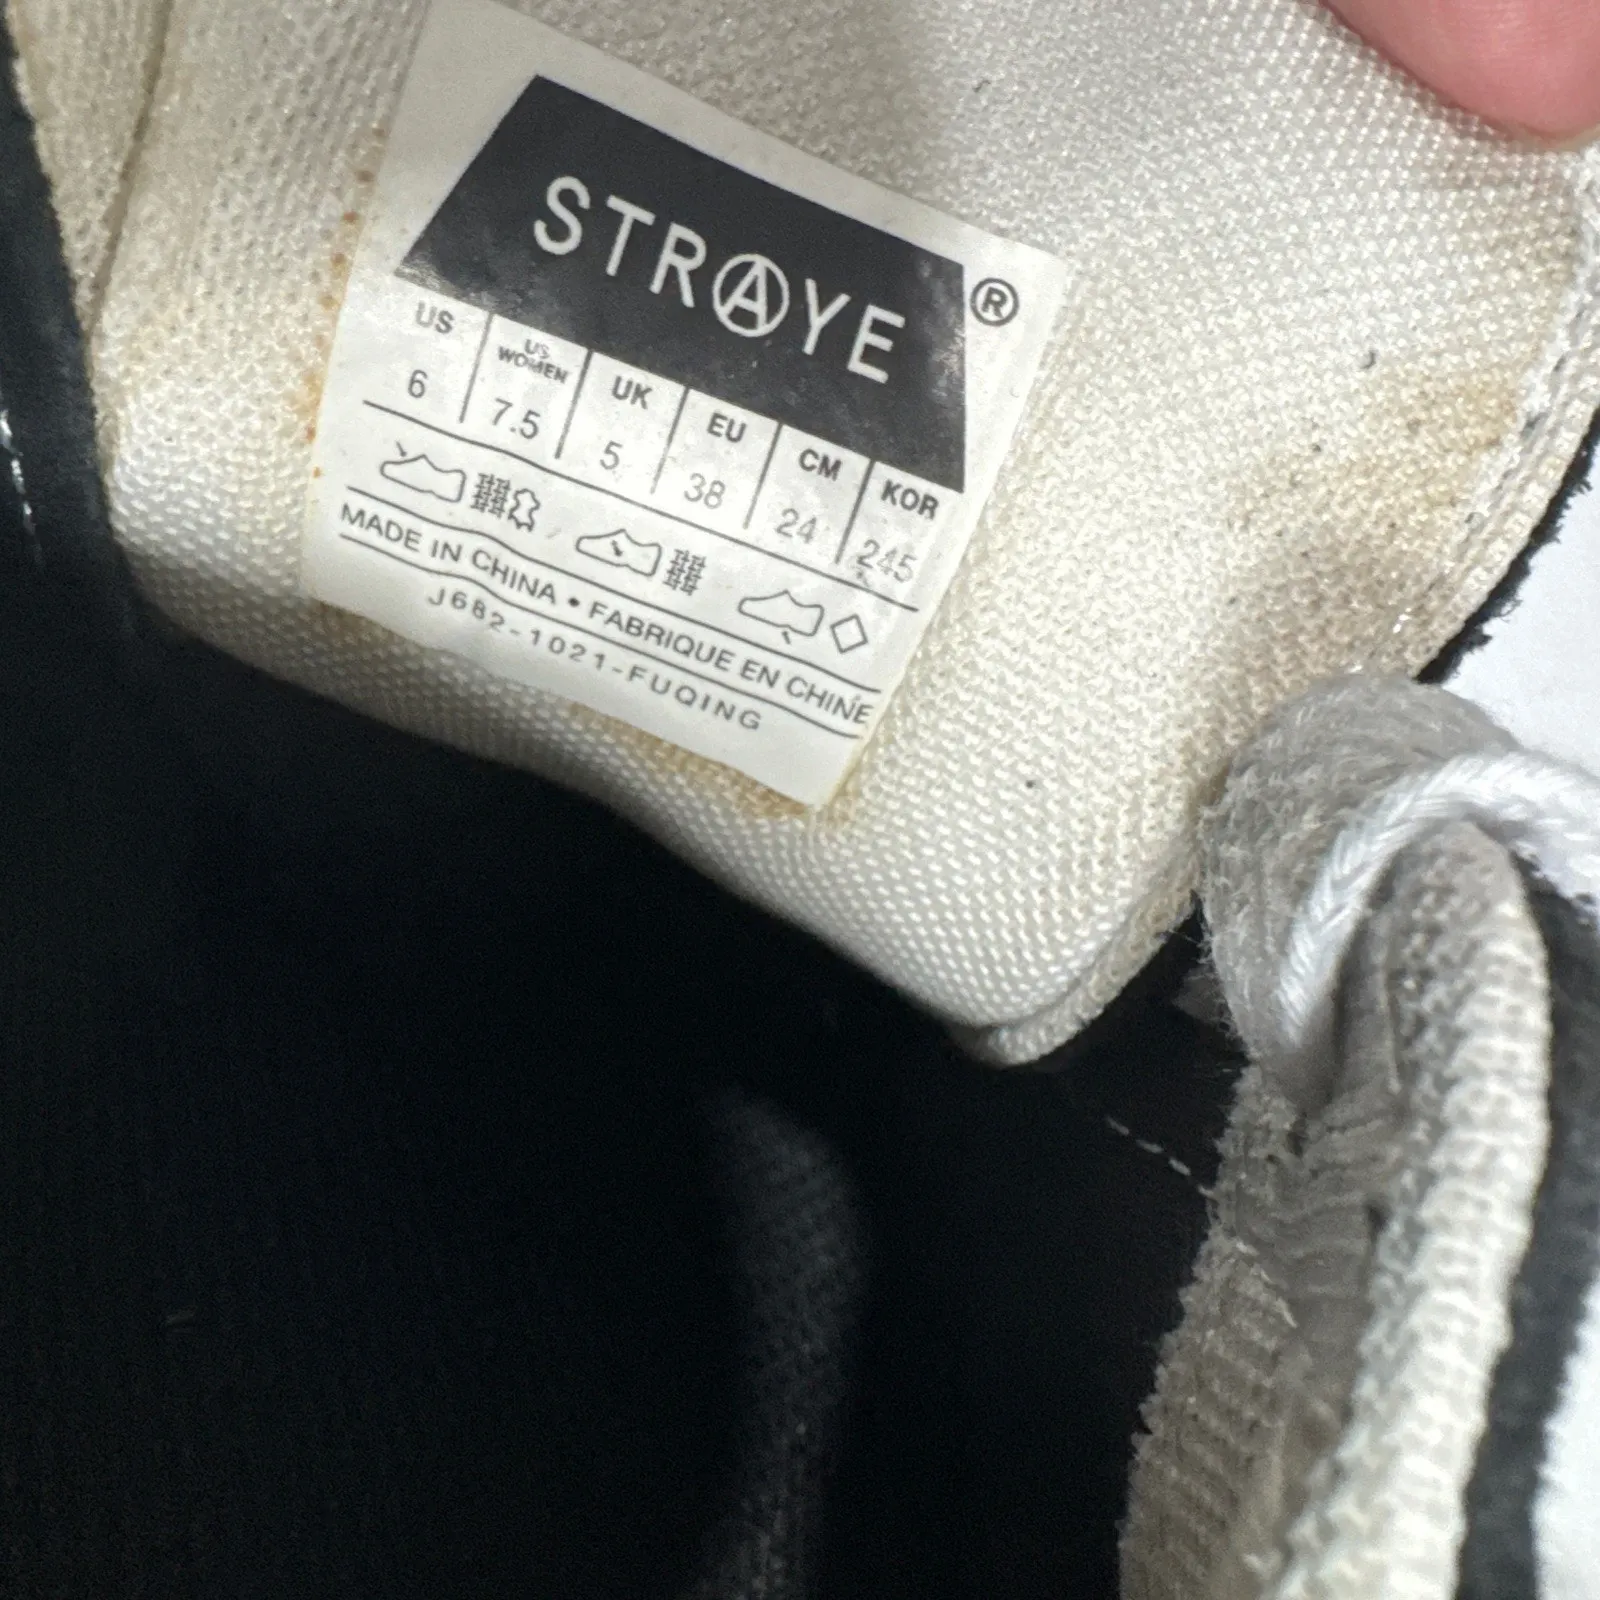 STRAYE ®
US US WOMEN UK EU CM KOR
6 7.5 5 38 24 245
MADE IN CHINA • FABRIQUE EN CHINE
J682-1021-FUQING